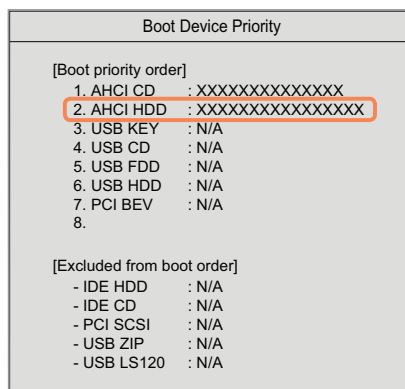 Boot Device Priority
[Boot priority order]
1. AHCI CD : XXXXXXXXXXXXXX
2. AHCI HDD : XXXXXXXXXXXXXXXX
3. USB KEY : N/A
4. USB CD : N/A
5. USB FDD : N/A
6. USB HDD : N/A
7. PCI BEV : N/A
8.
[Excluded from boot order]
- IDE HDD : N/A
- IDE CD : N/A
- PCI SCSI : N/A
- USB ZIP : N/A
- USB LS120 : N/A